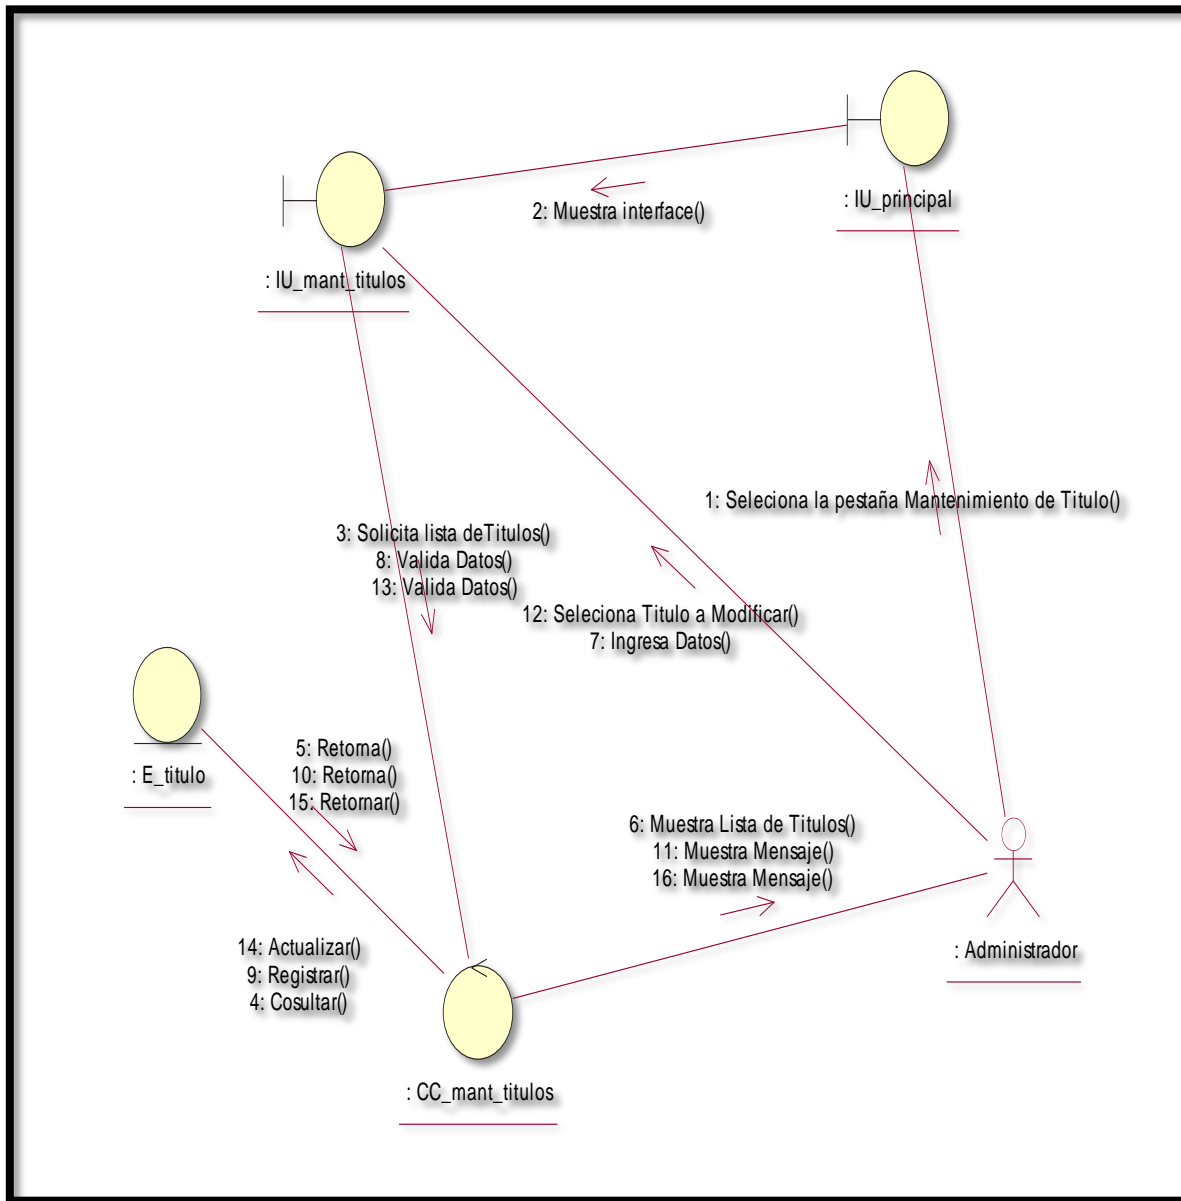 : IU_principal
2: Muestra interface()
: IU_mant_titulos
1: Seleciona la pestaña Mantenimiento de Titulo()
3: Solicita lista deTitulos()
8: Valida Datos()
13: Valida Datos()
12: Seleciona Titulo a Modificar()
7: Ingresa Datos()
5: Retorna()
10: Retorna()
15: Retornar()
: E_titulo
6: Muestra Lista de Titulos()
11: Muestra Mensaje()
16: Muestra Mensaje()
14: Actualizar()
9: Registrar()
4: Cosultar()
: Administrador
: CC_mant_titulos